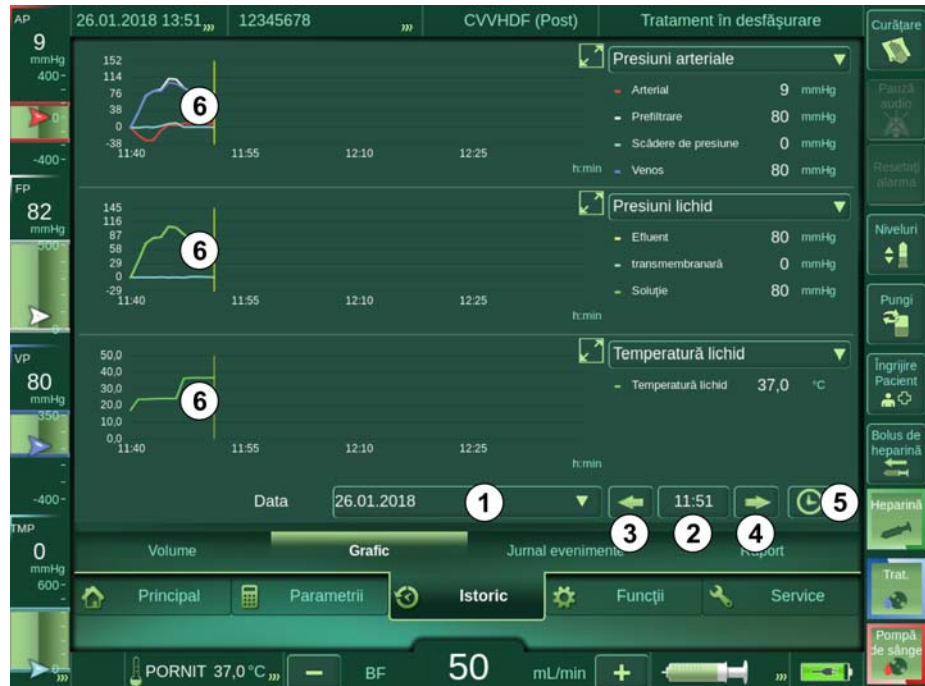 AP
9
mmHg
400-
0-
-400-
FP
82
mmHg
500-
0
VP
80
mmHg
350-
-400-
TMP
0
mmHg
600-
0
26.01.2018 13:51
12345678
CVVHDF (Post)
Tratament în desfăşurare
152
114
76
38
0
-38
6
11:40
11:55
12:10
12:25
h:min
Presiuni arteriale
Arterial 9 mmHg
Prefiltrare 80 mmHg
Scădere de presiune 0 mmHg
Venos 80 mmHg
145
116
87
58
29
0
-29
6
11:40
11:55
12:10
12:25
h:min
Presiuni lichid
Efluent 80 mmHg
transmembranară 0 mmHg
Soluţie 80 mmHg
50,0
40,0
30,0
20,0
10,0
0,0
6
11:40
11:55
12:10
12:25
h:min
Temperatură lichid
Temperatură lichid 37,0 °C
Data
26.01.2018
1
11:51
5
3
2
4
Volume
Grafic
Jurnal evenimente
Principal
Parametrii
Istoric
Funcţii
Service
PORNIT 37,0 °C
BF
50
mL/min
Curăţare
Pauză
audio
Resetaţi
alarma
Niveluri
Pungi
Îngrijire
Pacient
Bolus de
heparină
Heparină
Trat.
Pompă
de sânge